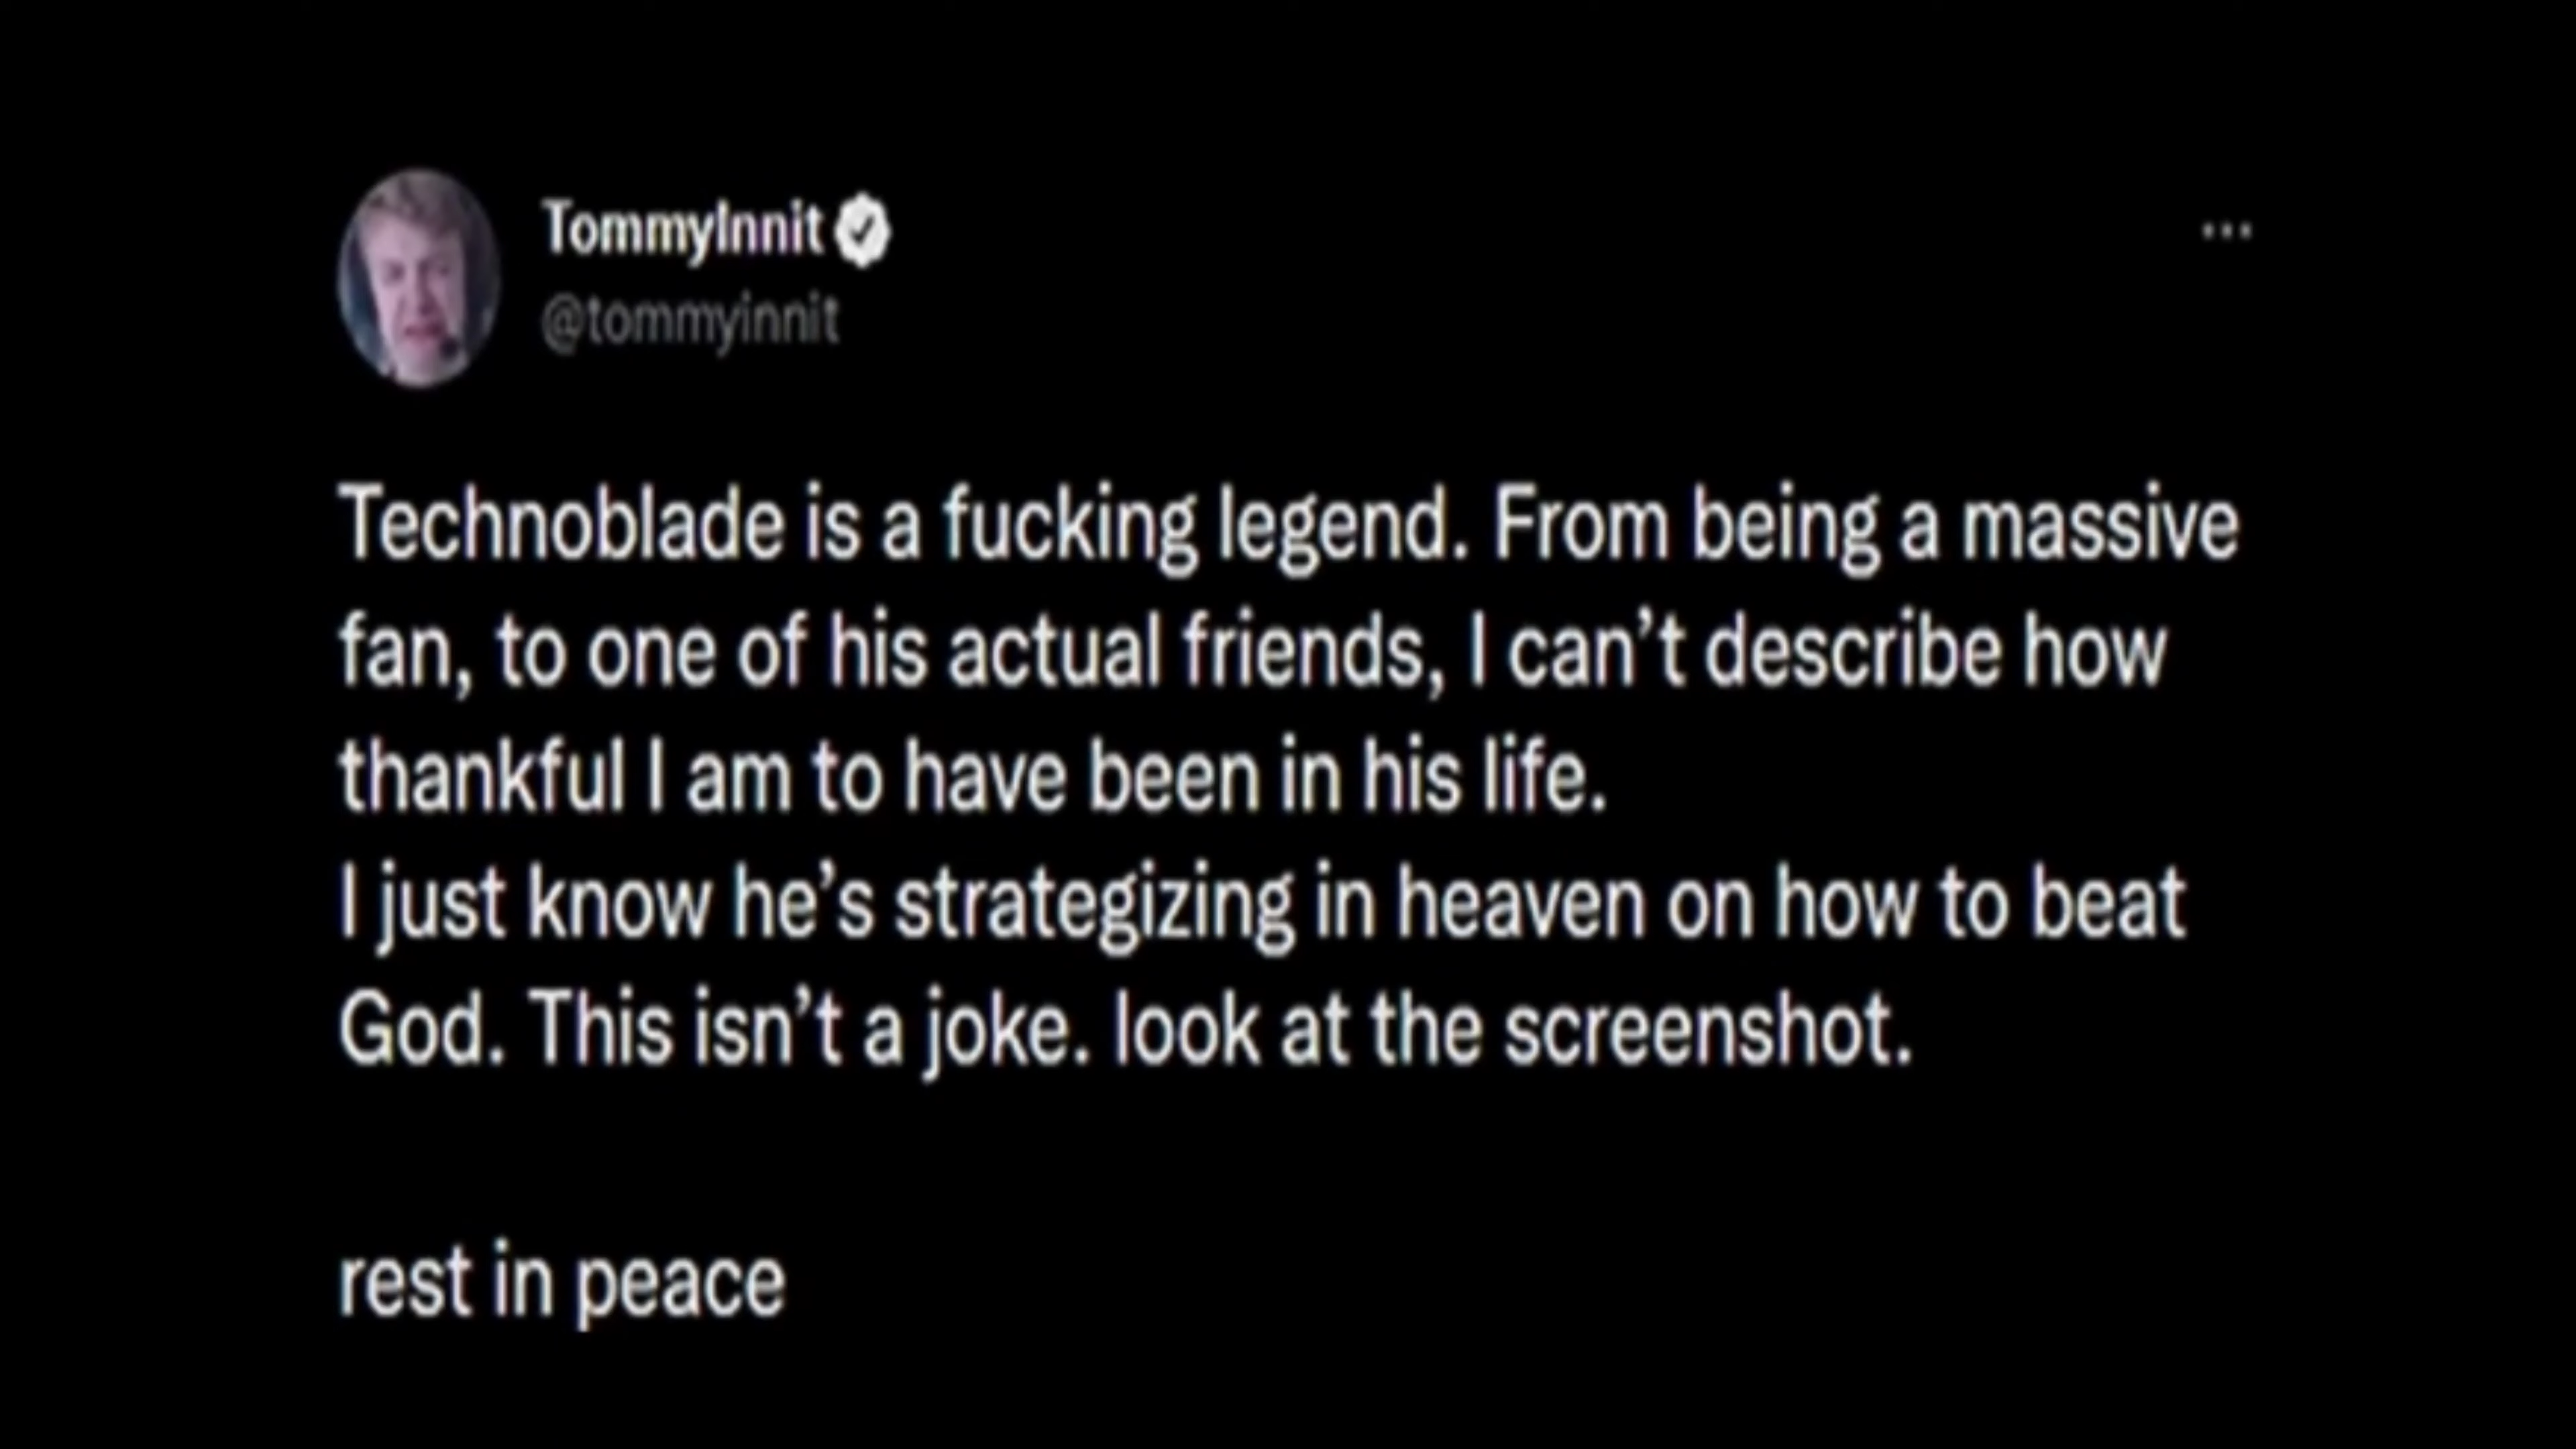 TommyInnit
@tommyinnit
Technoblade is a fucking legend. From being a massive
fan, to one of his actual friends, I can’t describe how
thankful I am to have been in his life.
I just know he’s strategizing in heaven on how to beat
God. This isn’t a joke. look at the screenshot.
rest in peace